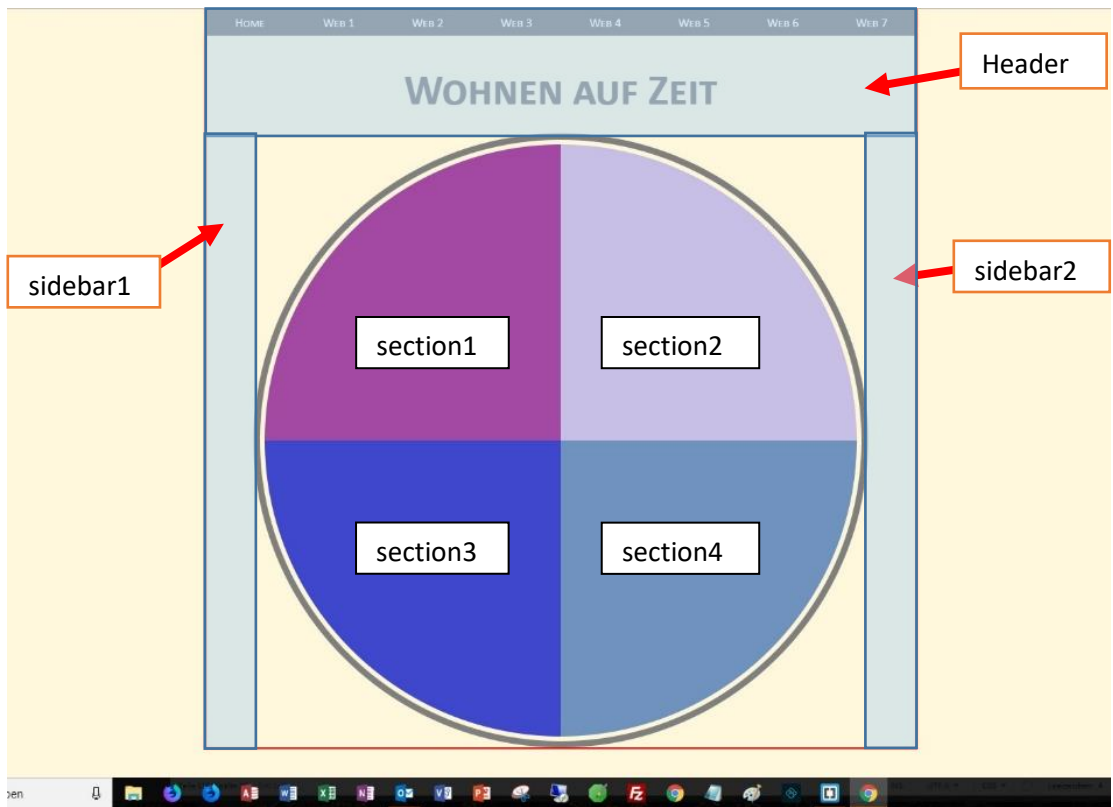 Home Web 1 Web 2 Web 3 Web 4 Web 5 Web 6 Web 7
Header
Wohnen auf Zeit
sidebar1
sidebar2
section1 section2
section3 section4